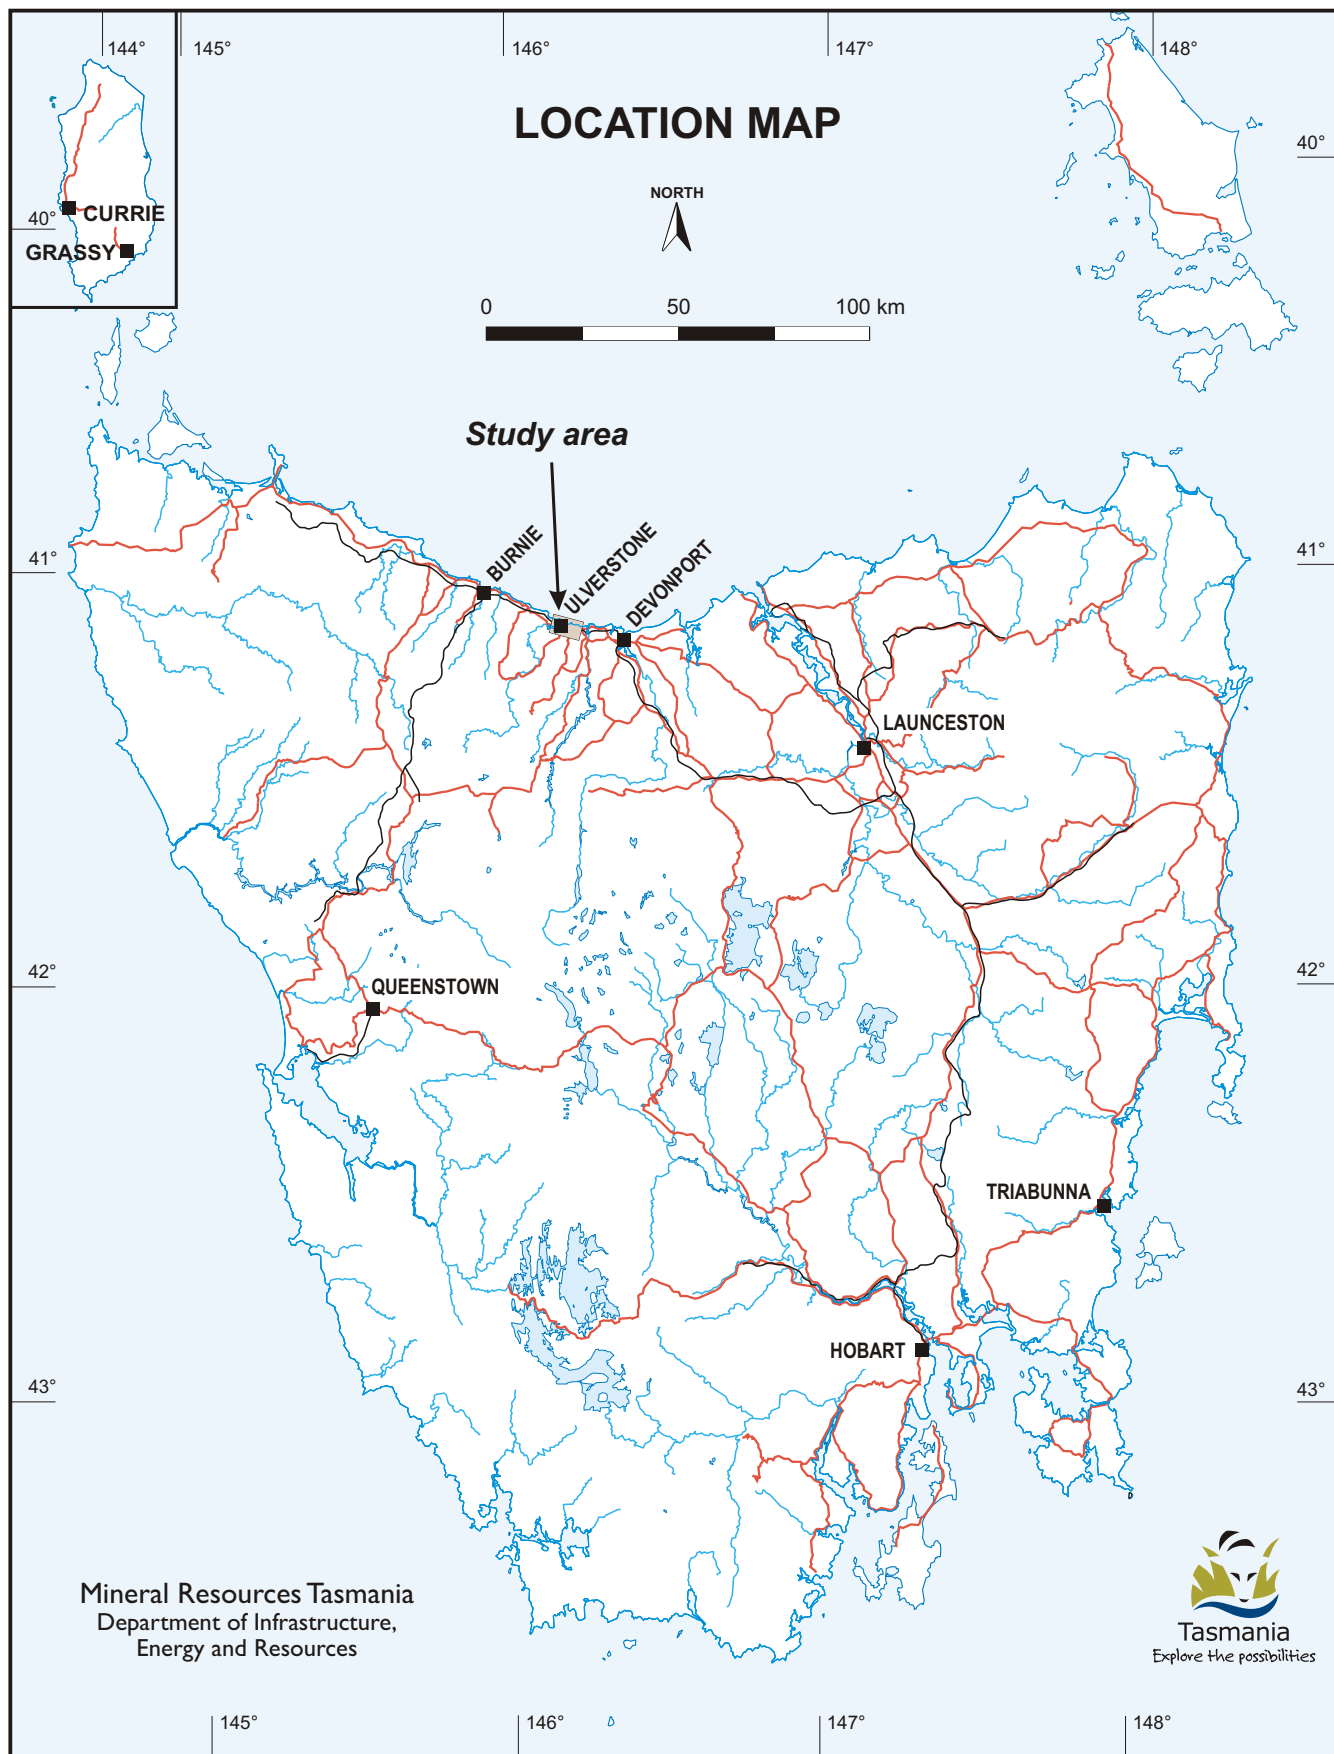 144°
145°
146°
147°
148°
LOCATION MAP
40°
NORTH
CURRIE
40°
GRASSY
0
50
100 km
Study area
BURNIE
ULVERSTONE
DEVONPORT
41°
41°
LAUNCESTON
42°
42°
QUEENSTOWN
TRIABUNNA
HOBART
43°
43°
Mineral Resources Tasmania
Department of Infrastructure,
Energy and Resources
Tasmania
Explore the possibilities
145°
146°
147°
148°